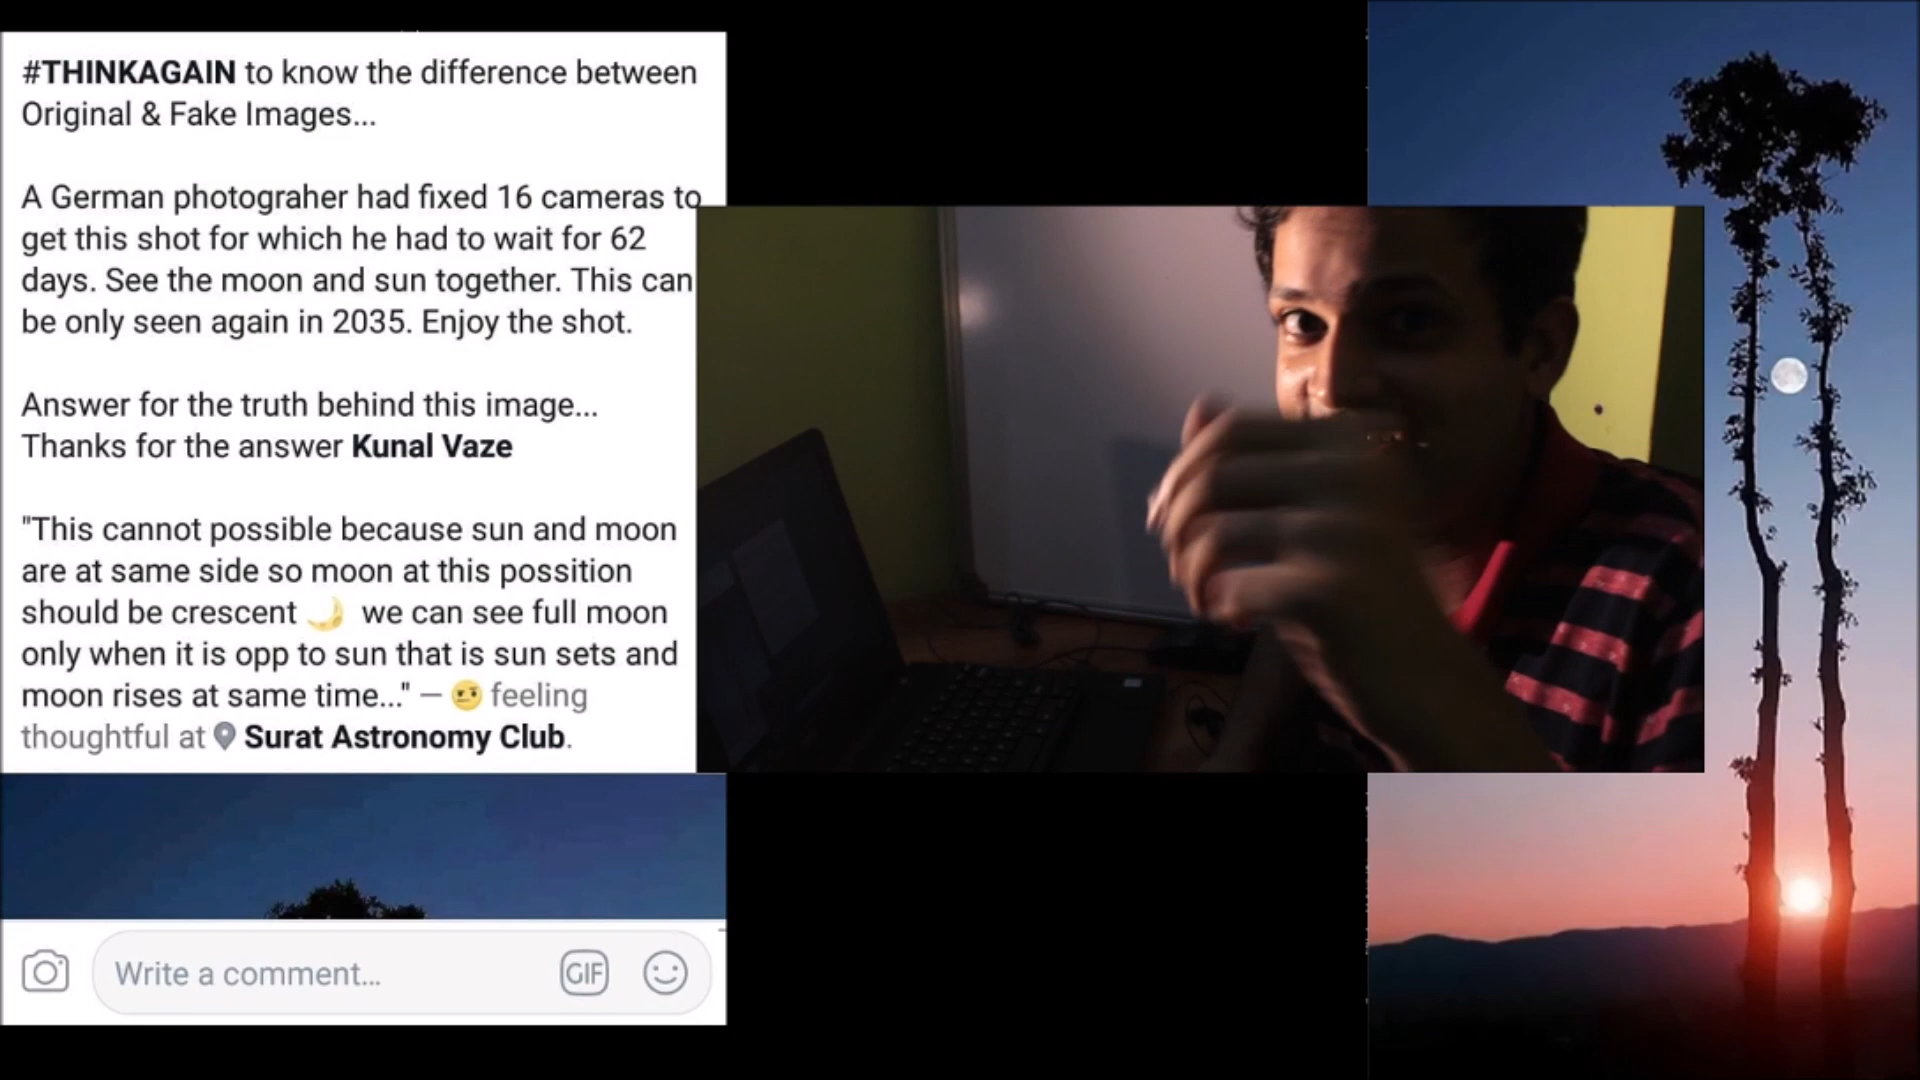 #THINKAGAIN to know the difference between
Original & Fake Images...
A German photograher had fixed 16 cameras to
get this shot for which he had to wait for 62
days. See the moon and sun together. This can
be only seen again in 2035. Enjoy the shot.
Answer for the truth behind this image...
Thanks for the answer Kunal Vaze
"This cannot possible because sun and moon
are at same side so moon at this possition
should be crescent 🌙 we can see full moon
only when it is opp to sun that is sun sets and
moon rises at same time..." — 🤨 feeling
thoughtful at Surat Astronomy Club.
Write a comment...
GIF